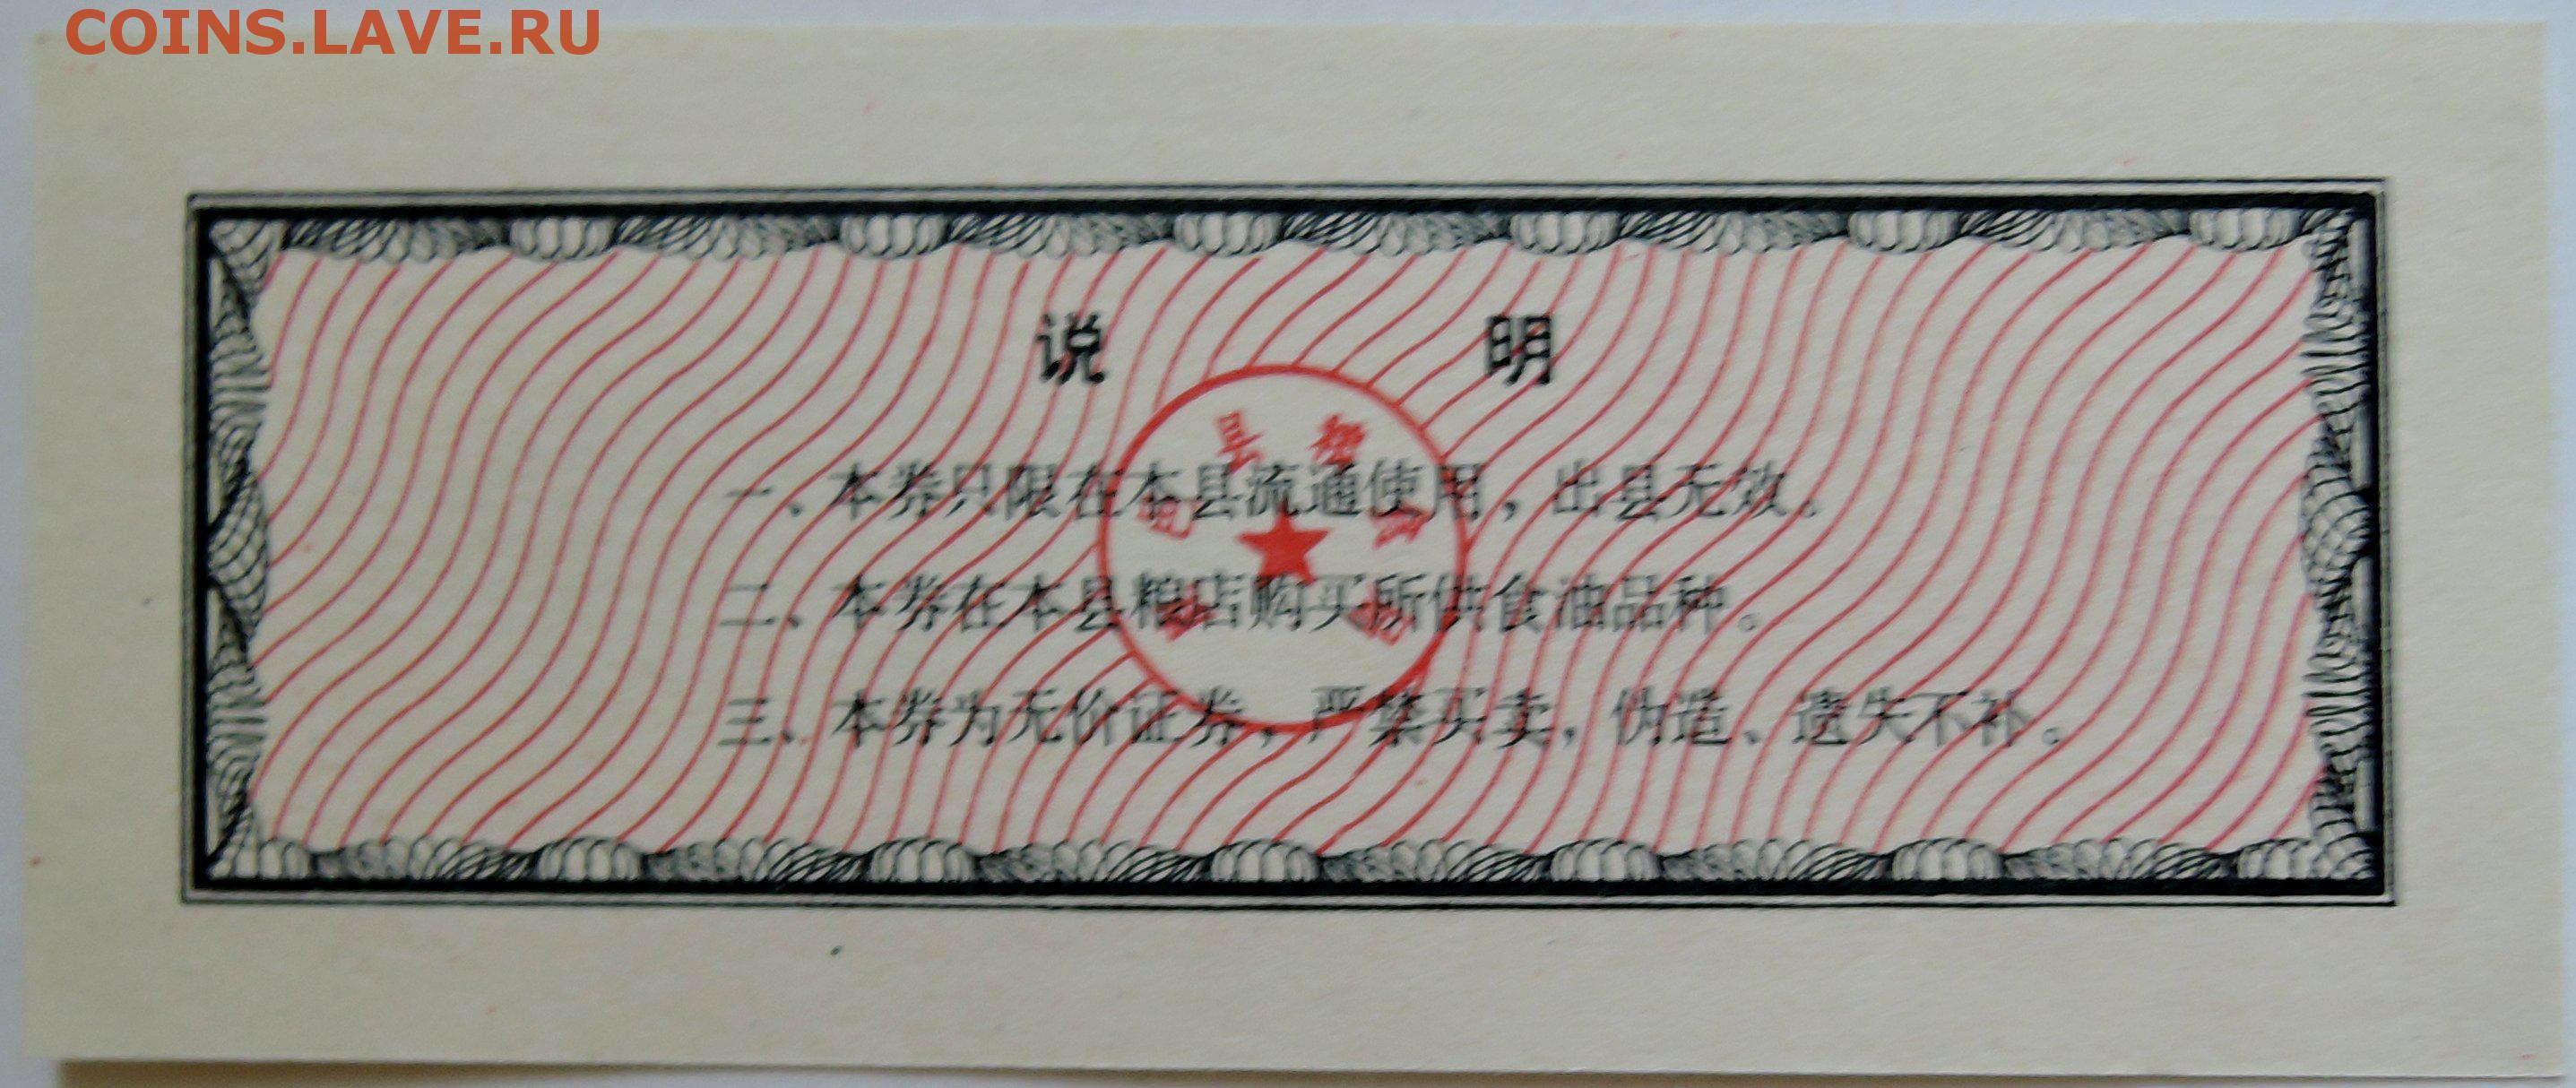 COINS.LAVE.RU
说 明
一、本券只限在本县流通使用，出县无效。
二、本券在本县粮店购买所供食油品种。
三、本券为无价证券，严禁买卖，伪造、遗失不补。